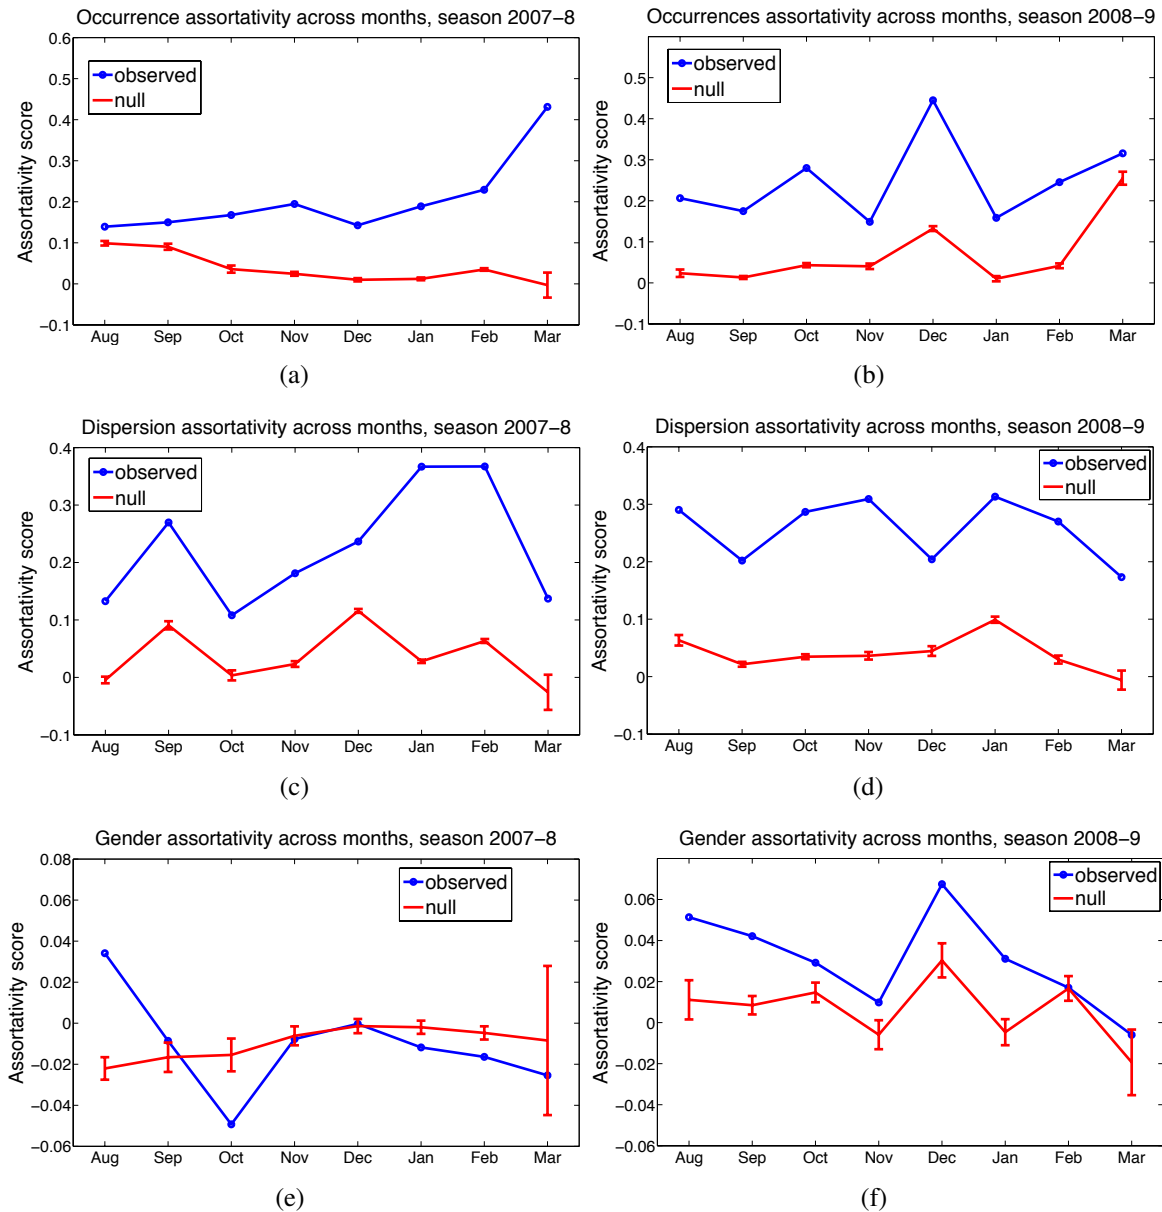 Occurrence assortativity across months, season 2007–8
0.6
0.5
0.4
0.3
0.2
0.1
0
−0.1
Assortativity score
observed
null
Aug Sep Oct Nov Dec Jan Feb Mar
(a)
Occurrences assortativity across months, season 2008–9
0.5
0.4
0.3
0.2
0.1
0
−0.1
Assortativity score
observed
null
Aug Sep Oct Nov Dec Jan Feb Mar
(b)
Dispersion assortativity across months, season 2007–8
0.4
0.3
0.2
0.1
0
−0.1
Assortativity score
observed
null
Aug Sep Oct Nov Dec Jan Feb Mar
(c)
Dispersion assortativity across months, season 2008–9
0.4
0.3
0.2
0.1
0
−0.1
Assortativity score
observed
null
Aug Sep Oct Nov Dec Jan Feb Mar
(d)
Gender assortativity across months, season 2007–8
0.08
0.06
0.04
0.02
0
−0.02
−0.04
−0.06
Assortativity score
observed
null
Aug Sep Oct Nov Dec Jan Feb Mar
(e)
Gender assortativity across months, season 2008–9
0.06
0.04
0.02
0
−0.02
−0.04
−0.06
Assortativity score
observed
null
Aug Sep Oct Nov Dec Jan Feb Mar
(f)